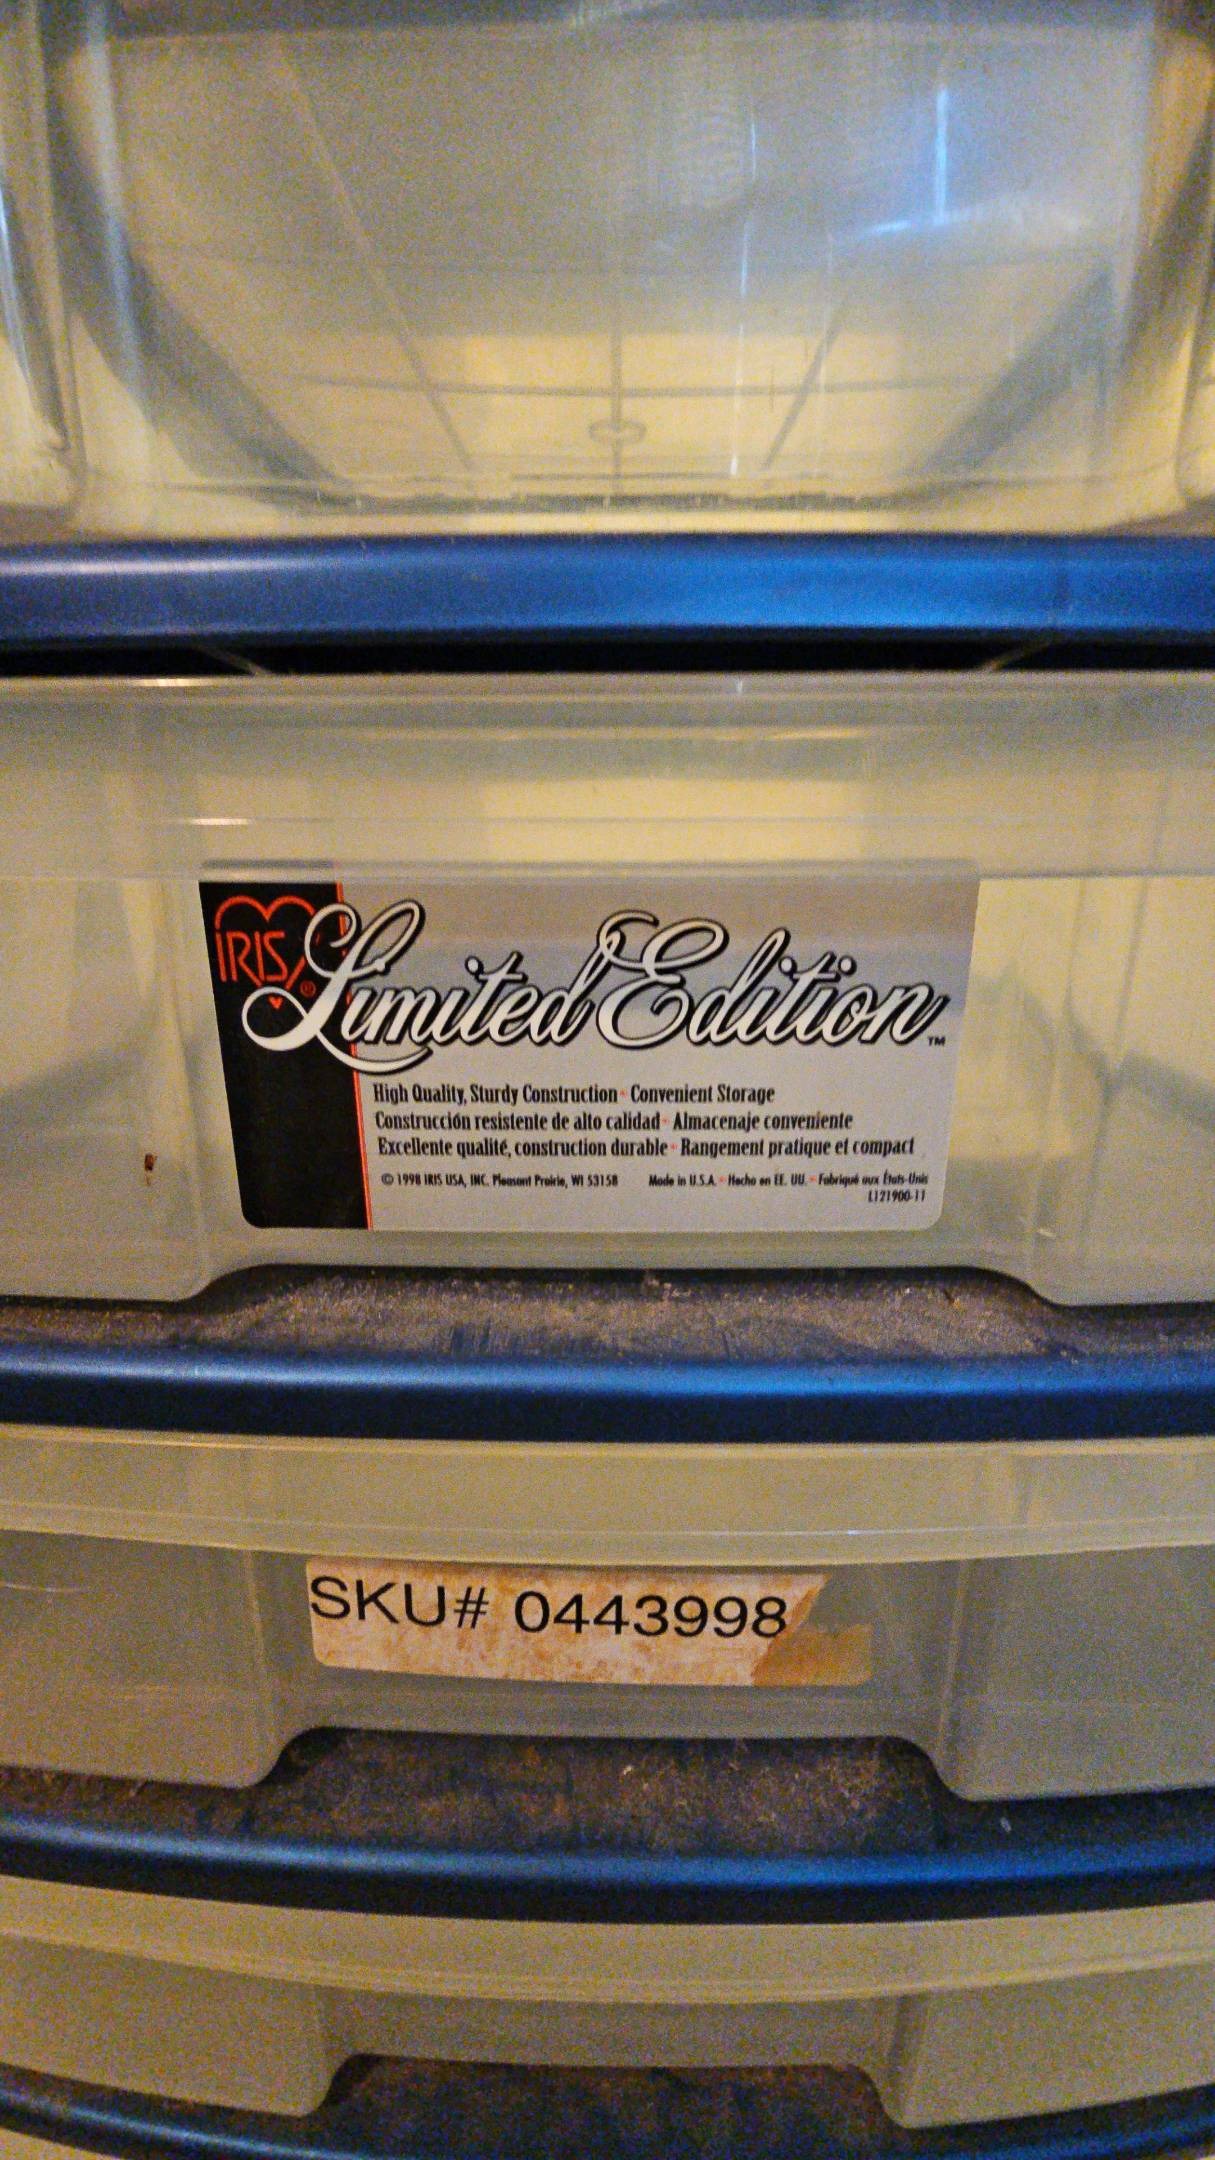 IRIS ®
Limited Edition ™
High Quality, Sturdy Construction · Convenient Storage
Construcción resistente de alto calidad · Almacenaje conveniente
Excellente qualité, construction durable · Rangement pratique et compact
© 1998 IRIS USA, INC. Pleasant Prairie, WI 53158 Made in U.S.A. · Hecho en EE. UU. · Fabriqué aux États-Unis
L121900-11
SKU# 0443998